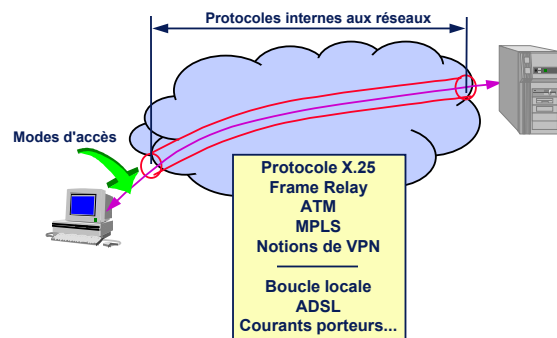 Protocoles internes aux réseaux
Modes d'accès
Protocole X.25
Frame Relay
ATM
MPLS
Notions de VPN
Boucle locale
ADSL
Courants porteurs...